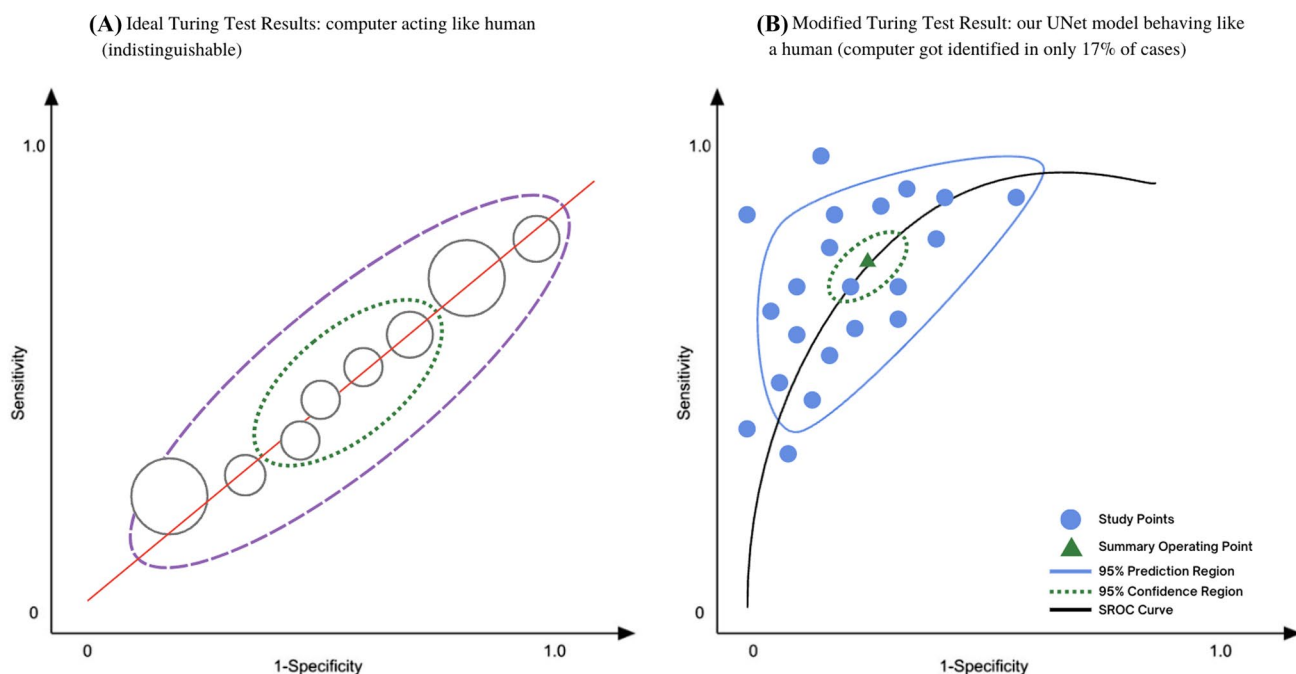 (A) Ideal Turing Test Results: computer acting like human
(indistinguishable)
1.0
Sensitivity
0
0
1.0
1-Specificity
(B) Modified Turing Test Result: our UNet model behaving like
a human (computer got identified in only 17% of cases)
1.0
Sensitivity
0
Study Points
Summary Operating Point
95% Prediction Region
95% Confidence Region
SROC Curve
0
1.0
1-Specificity